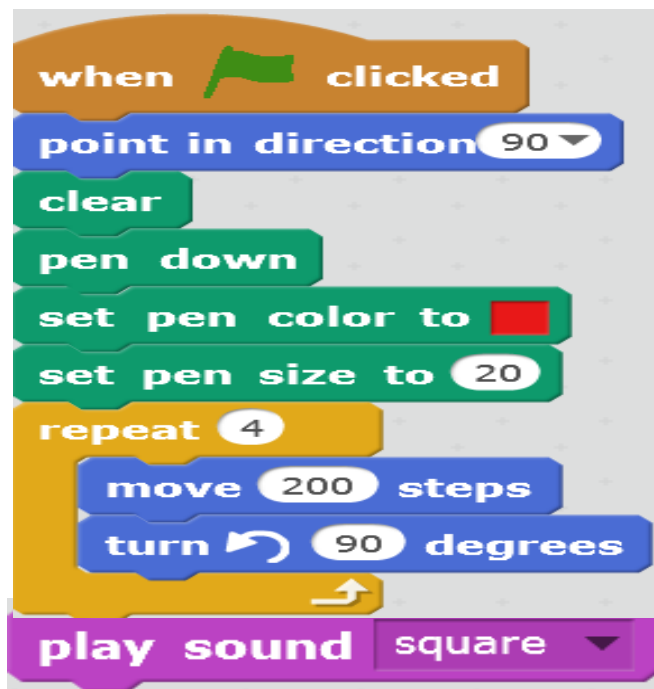 when clicked
point in direction 90
clear
pen down
set pen color to
set pen size to 20
repeat 4
move 200 steps
turn 90 degrees
play sound square